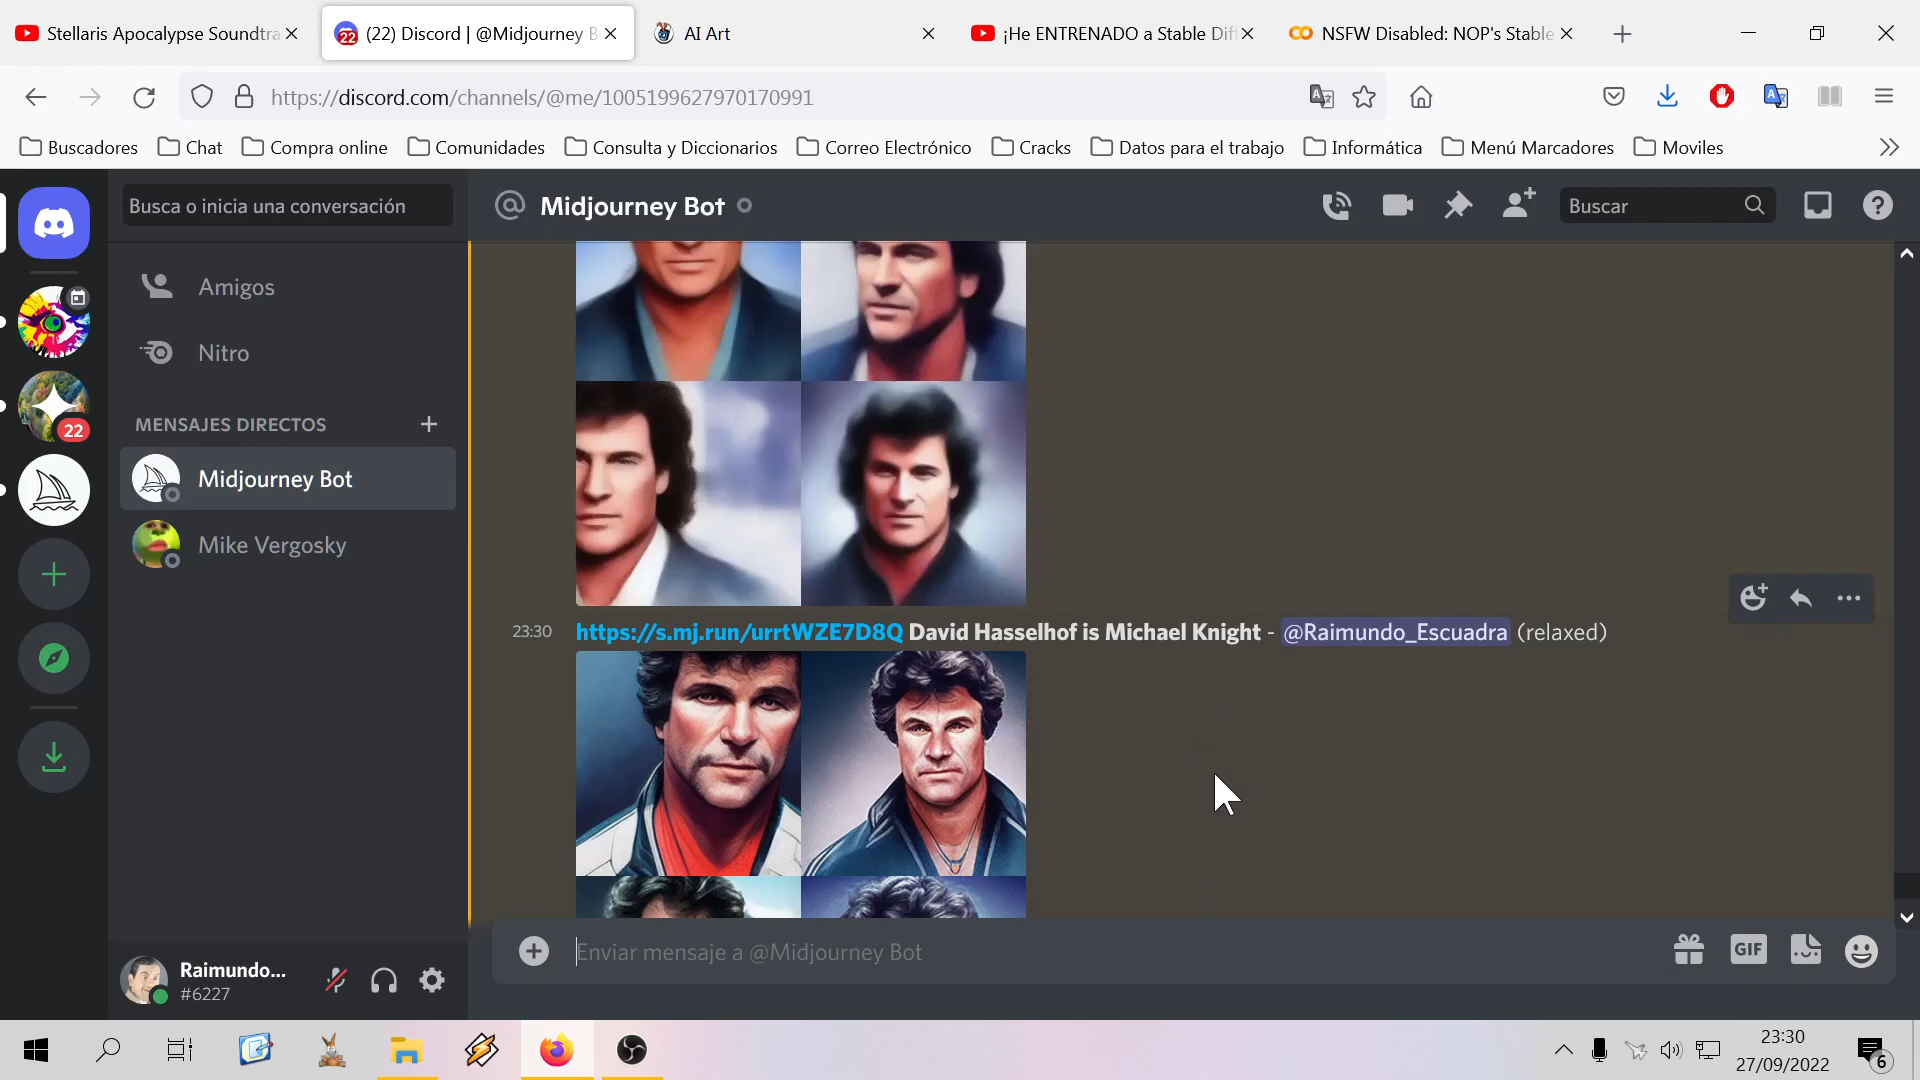 Stellaris Apocalypse Soundtra
(22) Discord | @Midjourney B
AI Art
¡He ENTRENADO a Stable Diff
NSFW Disabled: NOP's Stable
https://discord.com/channels/@me/1005199627970170991
Buscadores
Chat
Compra online
Comunidades
Consulta y Diccionarios
Correo Electrónico
Cracks
Datos para el trabajo
Informática
Menú Marcadores
Moviles
Busca o inicia una conversación
Midjourney Bot
Buscar
Amigos
Nitro
MENSAJES DIRECTOS
22
Midjourney Bot
Mike Vergosky
23:30 https://s.mj.run/urrtWZE7D8Q David Hasselhof is Michael Knight - @Raimundo_Escuadra (relaxed)
Enviar mensaje a @Midjourney Bot
GIF
Raimundo...
#6227
23:30
27/09/2022
6